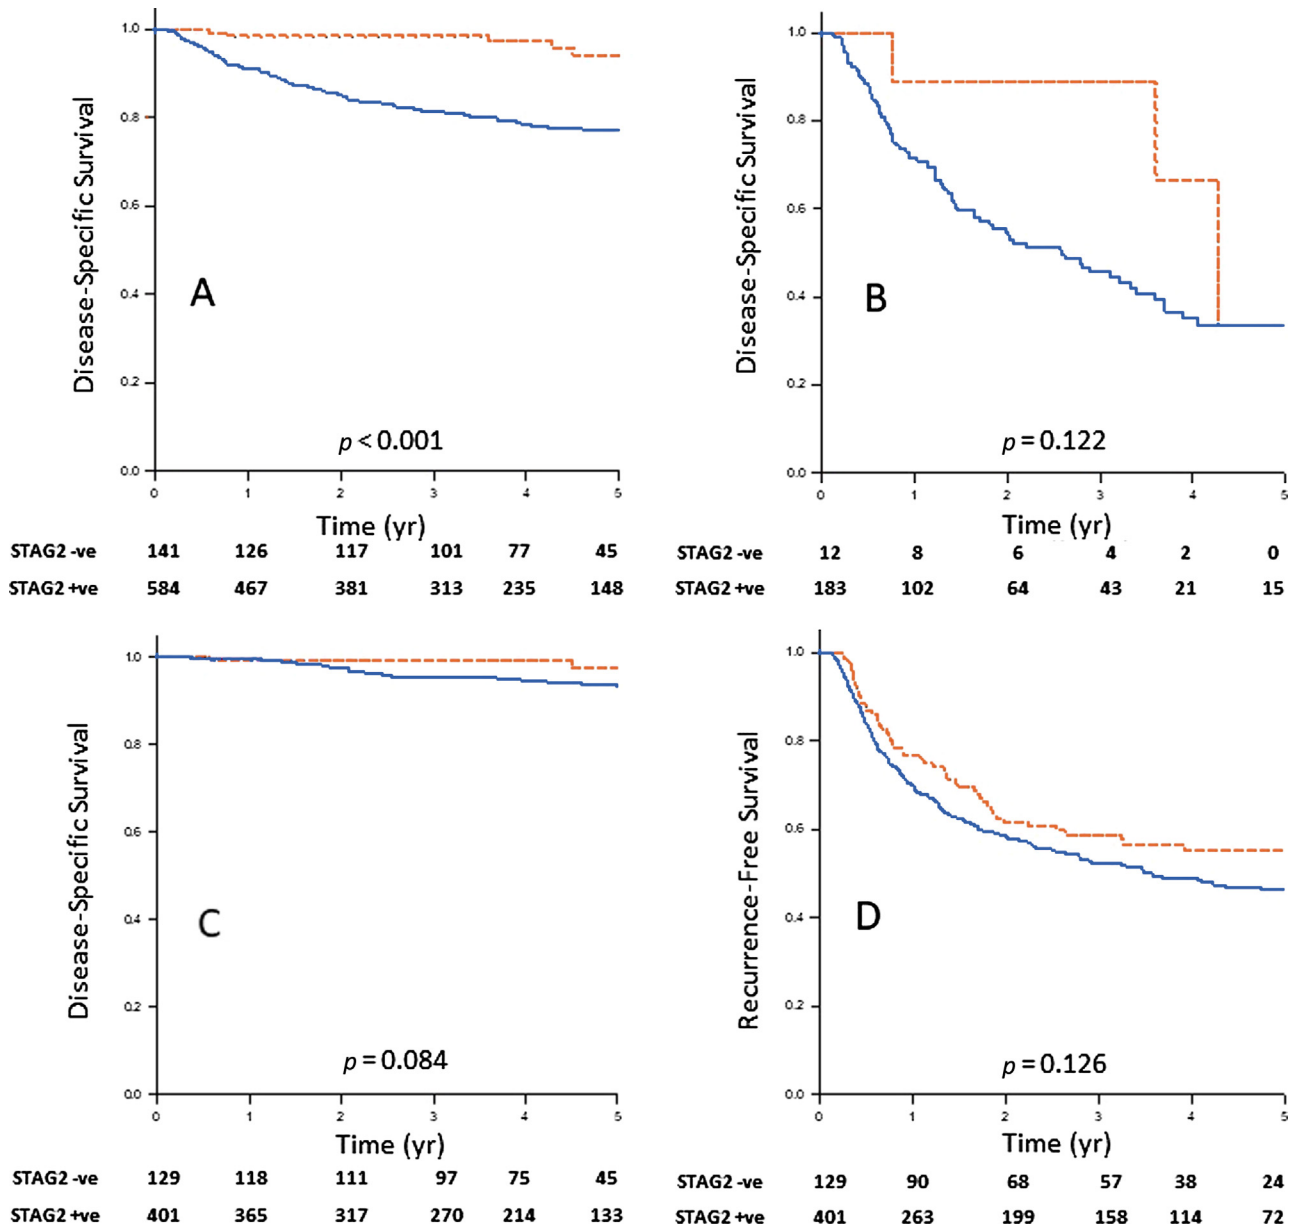 Disease-Specific Survival
1.0
0.8
0.6
0.4
0.2
0.0
A
p < 0.001
0 1 2 3 4 5
Time (yr)
STAG2 -ve 141 126 117 101 77 45
STAG2 +ve 584 467 381 313 235 148
Disease-Specific Survival
1.0
0.8
0.6
0.4
0.2
0.0
B
p = 0.122
0 1 2 3 4 5
Time (yr)
STAG2 -ve 12 8 6 4 2 0
STAG2 +ve 183 102 64 43 21 15
Disease-Specific Survival
1.0
0.8
0.6
0.4
0.2
0.0
C
p = 0.084
0 1 2 3 4 5
Time (yr)
STAG2 -ve 129 118 111 97 75 45
STAG2 +ve 401 365 317 270 214 133
Recurrence-Free Survival
1.0
0.8
0.6
0.4
0.2
0.0
D
p = 0.126
0 1 2 3 4 5
Time (yr)
STAG2 -ve 129 90 68 57 38 24
STAG2 +ve 401 263 199 158 114 72